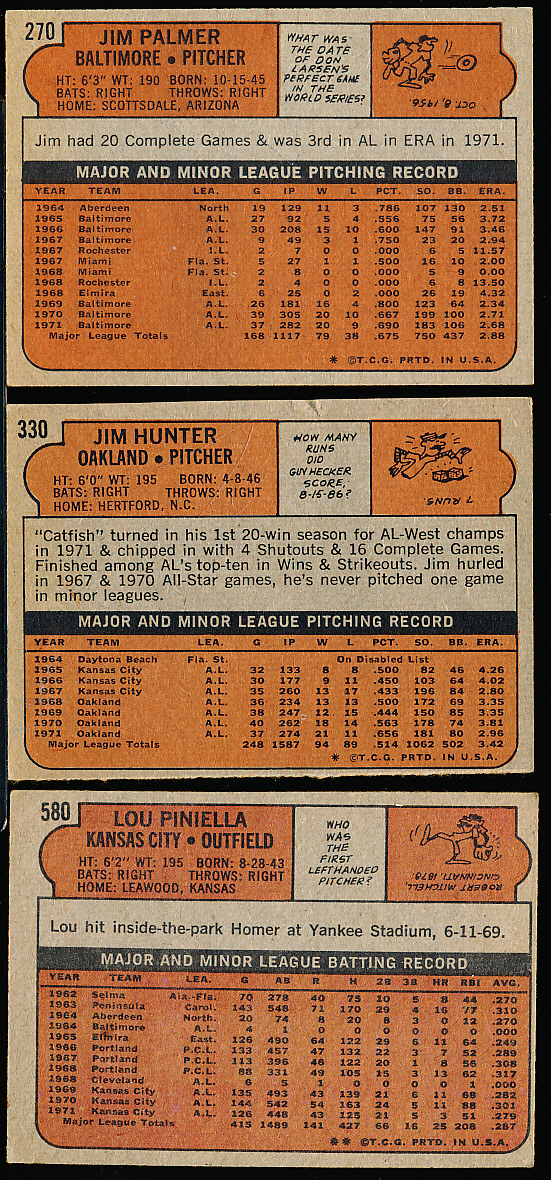 270
JIM PALMER
BALTIMORE • PITCHER
HT: 6'3" WT: 190 BORN: 10-15-45
BATS: RIGHT THROWS: RIGHT
HOME: SCOTTSDALE, ARIZONA
WHAT WAS
THE DATE
OF DON
LARSEN'S
PERFECT GAME
IN THE
WORLD SERIES?
OCT. 8, 1956.
Jim had 20 Complete Games & was 3rd in AL in ERA in 1971.
MAJOR AND MINOR LEAGUE PITCHING RECORD
YEAR TEAM LEA. G IP W L PCT. SO. BB. ERA.
1964 Aberdeen North 19 129 11 3 .786 107 130 2.51
1965 Baltimore A.L. 27 92 5 4 .556 75 56 3.72
1966 Baltimore A.L. 30 208 15 10 .600 147 91 3.46
1967 Baltimore A.L. 9 49 3 1 .750 23 20 2.94
1967 Rochester I.L. 2 7 0 0 .000 6 5 11.57
1967 Miami Fla. St. 5 27 1 1 .500 16 10 2.00
1968 Miami Fla. St. 2 8 0 0 .000 5 9 0.00
1968 Rochester I.L. 2 4 0 0 .000 6 8 13.50
1968 Elmira East. 6 25 0 2 .000 26 19 4.32
1969 Baltimore A.L. 26 181 16 4 .800 123 64 2.34
1970 Baltimore A.L. 39 305 20 10 .667 199 100 2.71
1971 Baltimore A.L. 37 282 20 9 .690 183 106 2.68
Major League Totals 168 1117 79 38 .675 750 437 2.88
* ©T.C.G. PRTD. IN U.S.A.
330
JIM HUNTER
OAKLAND • PITCHER
HT: 6'0" WT: 195 BORN: 4-8-46
BATS: RIGHT THROWS: RIGHT
HOME: HERTFORD, N.C.
HOW MANY
RUNS
DID
GUY HECKER
SCORE,
8-15-86?
7 RUNS.
"Catfish" turned in his 1st 20-win season for AL-West champs
in 1971 & chipped in with 4 Shutouts & 16 Complete Games.
Finished among AL's top-ten in Wins & Strikeouts. Jim hurled
in 1967 & 1970 All-Star games, he's never pitched one game
in minor leagues.
MAJOR AND MINOR LEAGUE PITCHING RECORD
YEAR TEAM LEA. G IP W L PCT. SO. BB. ERA.
1964 Daytona Beach Fla. St. On Disabled List
1965 Kansas City A.L. 32 133 8 8 .500 82 46 4.26
1966 Kansas City A.L. 30 177 9 11 .450 103 64 4.02
1967 Kansas City A.L. 35 260 13 17 .433 196 84 2.80
1968 Oakland A.L. 36 234 13 13 .500 172 69 3.35
1969 Oakland A.L. 38 247 12 15 .444 150 85 3.35
1970 Oakland A.L. 40 262 18 14 .563 178 74 3.81
1971 Oakland A.L. 37 274 21 11 .656 181 80 2.96
Major League Totals 248 1587 94 89 .514 1062 502 3.42
* ©T.C.G. PRTD. IN U.S.A.
580
LOU PINIELLA
KANSAS CITY • OUTFIELD
HT: 6'2" WT: 195 BORN: 8-28-43
BATS: RIGHT THROWS: RIGHT
HOME: LEAWOOD, KANSAS
WHO
WAS
THE
FIRST
LEFTHANDED
PITCHER?
ROBERT MITCHELL
CINCINNATI, 1878.
Lou hit inside-the-park Homer at Yankee Stadium, 6-11-69.
MAJOR AND MINOR LEAGUE BATTING RECORD
YEAR TEAM LEA. G AB R H 2B 3B HR RBI AVG.
1962 Selma Ala.-Fla. 70 278 40 75 10 5 8 44 .270
1963 Peninsula Carol. 143 548 71 170 29 4 16 77 .310
1964 Aberdeen North. 20 74 8 20 8 3 0 12 .270
1964 Baltimore A.L. 4 1 0 0 0 0 0 0 .000
1965 Elmira East. 126 490 64 122 29 6 11 64 .249
1966 Portland P.C.L. 133 457 47 132 22 3 7 52 .289
1967 Portland P.C.L. 113 396 46 122 20 1 8 56 .308
1968 Portland P.C.L. 88 331 49 105 15 3 13 62 .317
1968 Cleveland A.L. 6 5 1 0 0 0 0 1 .000
1969 Kansas City A.L. 135 493 43 139 21 6 11 68 .282
1970 Kansas City A.L. 144 542 54 163 24 5 11 88 .301
1971 Kansas City A.L. 126 448 43 125 21 5 3 51 .279
Major League Totals 415 1489 141 427 66 16 25 208 .287
** ©T.C.G. PRTD. IN U.S.A.